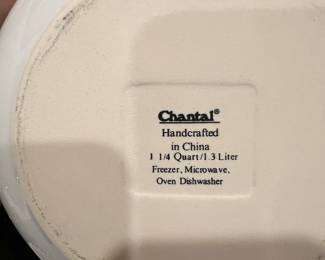 Chantal®
Handcrafted
in China
1 1/4 Quart/1.3 Liter
Freezer, Microwave,
Oven Dishwasher